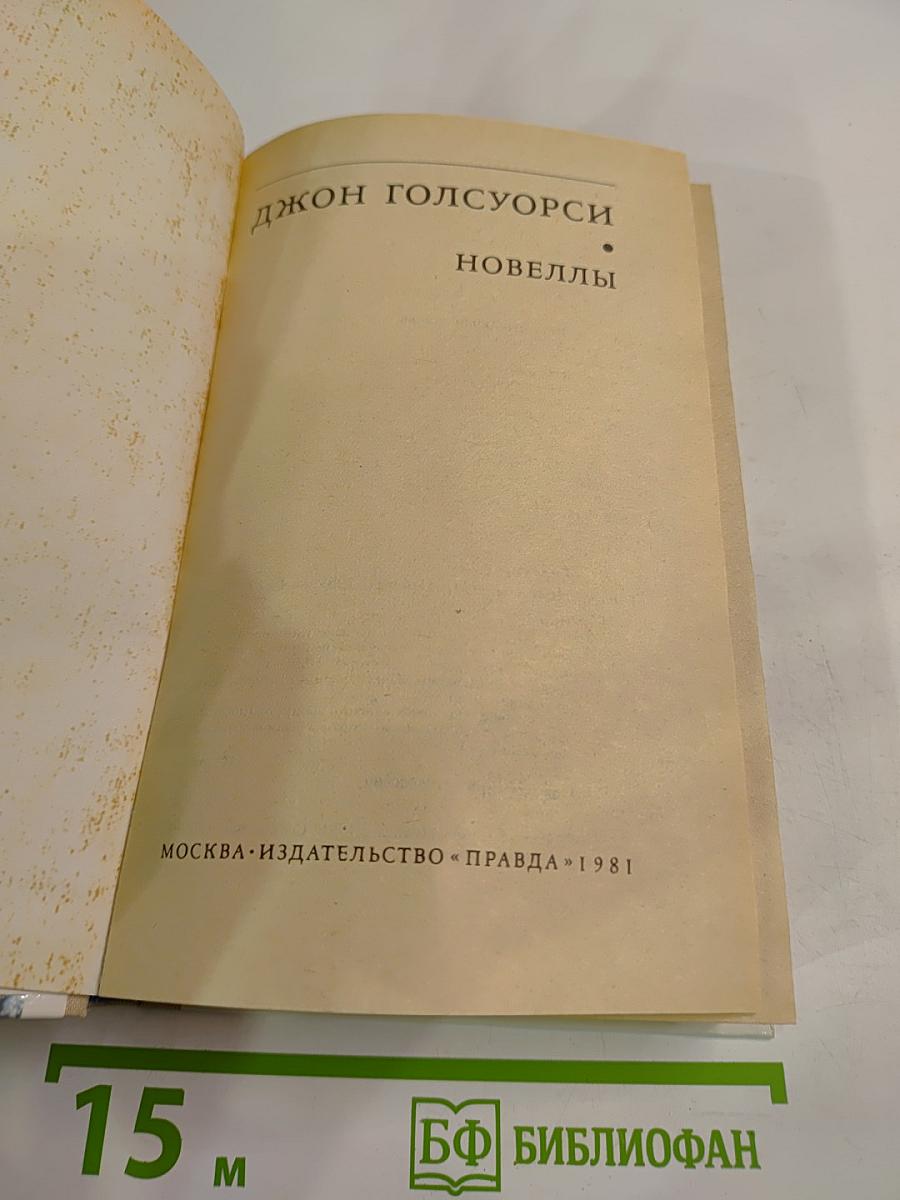 ДЖОН ГОЛСУОРСИ
•
НОВЕЛЛЫ
МОСКВА • ИЗДАТЕЛЬСТВО «ПРАВДА» 1981
15 м
БФ БИБЛИОФАН